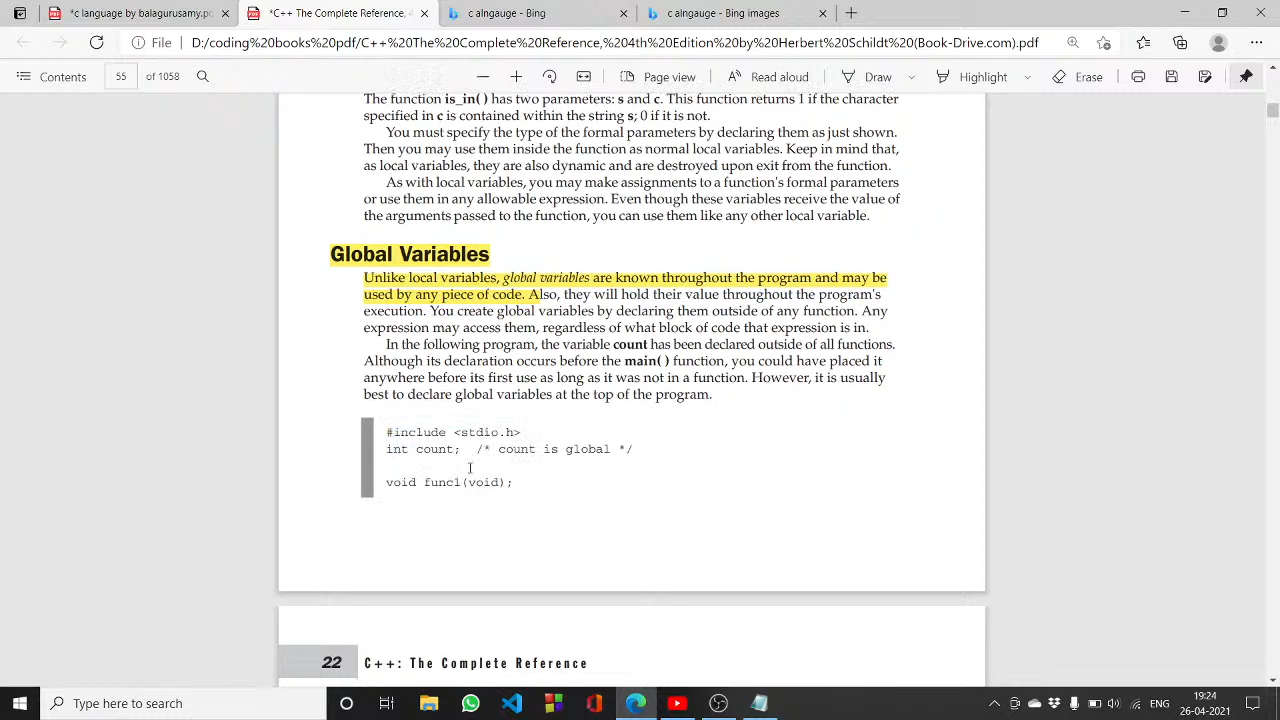 c language by balagurusamy.po
C++ The Complete Reference, 4
c algauge - Bing
c alngauge - Bing images
File
D:/coding%20books%20pdf/C++%20The%20Complete%20Reference,%204th%20Edition%20by%20Herbert%20Schildt%20(Book-Drive.com).pdf
Contents
55
of 1058
Page view
Read aloud
Draw
Highlight
Erase
The function is_in( ) has two parameters: s and c. This function returns 1 if the character
specified in c is contained within the string s; 0 if it is not.
You must specify the type of the formal parameters by declaring them as just shown.
Then you may use them inside the function as normal local variables. Keep in mind that,
as local variables, they are also dynamic and are destroyed upon exit from the function.
As with local variables, you may make assignments to a function's formal parameters
or use them in any allowable expression. Even though these variables receive the value of
the arguments passed to the function, you can use them like any other local variable.
Global Variables
Unlike local variables, global variables are known throughout the program and may be
used by any piece of code. Also, they will hold their value throughout the program's
execution. You create global variables by declaring them outside of any function. Any
expression may access them, regardless of what block of code that expression is in.
In the following program, the variable count has been declared outside of all functions.
Although its declaration occurs before the main( ) function, you could have placed it
anywhere before its first use as long as it was not in a function. However, it is usually
best to declare global variables at the top of the program.
#include <stdio.h>
int count; /* count is global */
void func1(void);
22 C++: The Complete Reference
Type here to search
ENG
19:24
26-04-2021